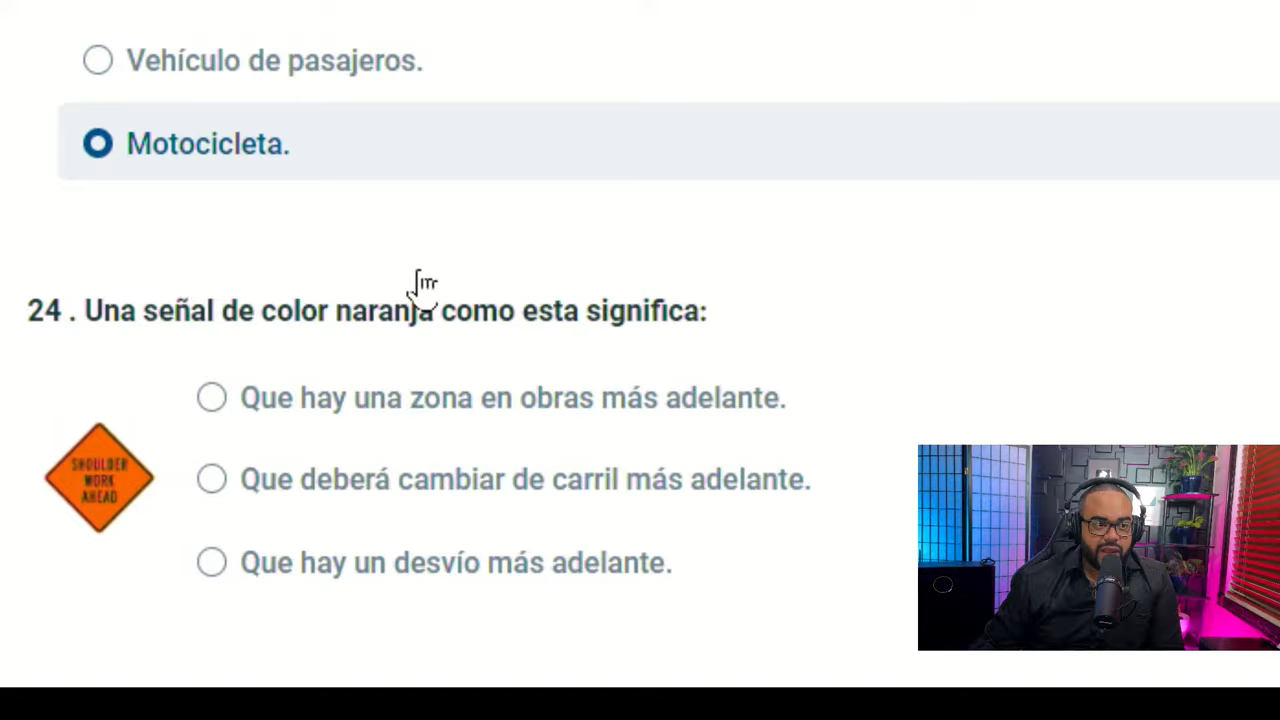 Vehículo de pasajeros.
Motocicleta.
24 . Una señal de color naranja como esta significa:
Que hay una zona en obras más adelante.
SHOULDER
WORK
AHEAD
Que deberá cambiar de carril más adelante.
Que hay un desvío más adelante.